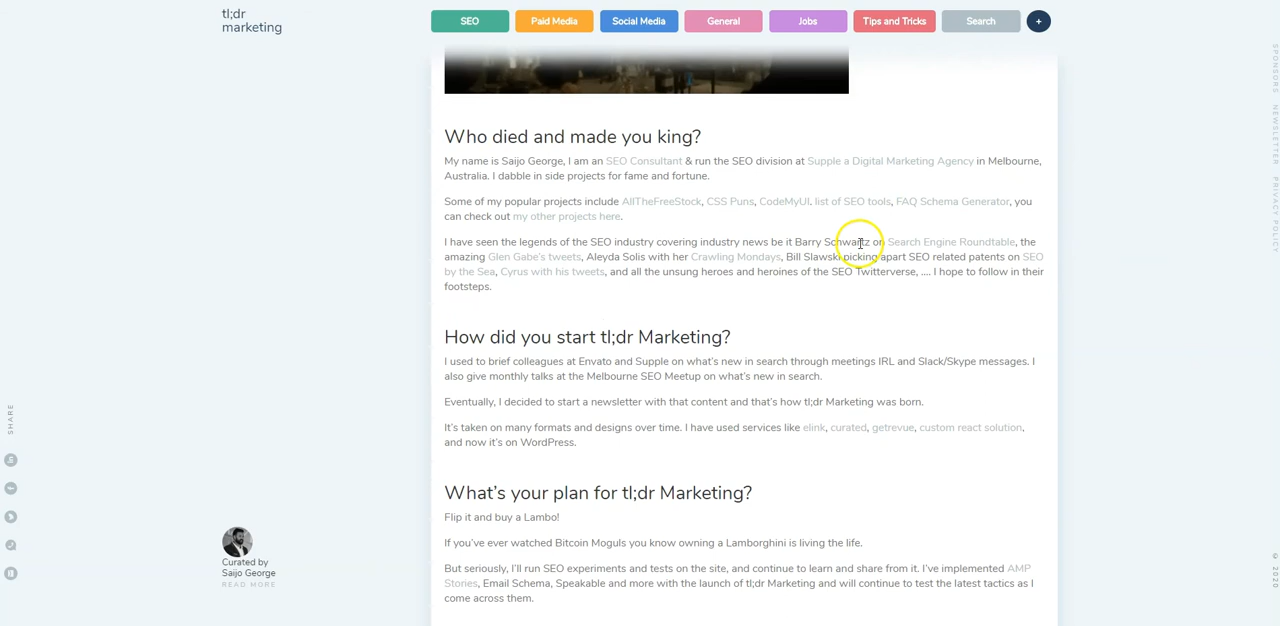 tl;dr
marketing
SEO
Paid Media
Social Media
General
Jobs
Tips and Tricks
Search
+
Who died and made you king?
My name is Saijo George, I am an SEO Consultant & run the SEO division at Supple a Digital Marketing Agency in Melbourne,
Australia. I dabble in side projects for fame and fortune.
Some of my popular projects include AllTheFreeStock, CSS Puns, CodeMyUI, list of SEO tools, FAQ Schema Generator, you
can check out my other projects here.
I have seen the legends of the SEO industry covering industry news be it Barry Schwartz on Search Engine Roundtable, the
amazing Glen Gabe's tweets, Aleyda Solis with her Crawling Mondays, Bill Slawski picking apart SEO related patents on SEO
by the Sea, Cyrus with his tweets, and all the unsung heroes and heroines of the SEO Twitterverse, .... I hope to follow in their
footsteps.
How did you start tl;dr Marketing?
I used to brief colleagues at Envato and Supple on what's new in search through meetings IRL and Slack/Skype messages. I
also give monthly talks at the Melbourne SEO Meetup on what's new in search.
Eventually, I decided to start a newsletter with that content and that's how tl;dr Marketing was born.
It's taken on many formats and designs over time. I have used services like elink, curated, getrevue, custom react solution,
and now it's on WordPress.
What's your plan for tl;dr Marketing?
Flip it and buy a Lambo!
If you've ever watched Bitcoin Moguls you know owning a Lamborghini is living the life.
But seriously, I'll run SEO experiments and tests on the site, and continue to learn and share from it. I've implemented AMP
Stories, Email Schema, Speakable and more with the launch of tl;dr Marketing and will continue to test the latest tactics as I
come across them.
SHARE
Curated by
Saijo George
READ MORE
SPONSORS
NEWSLETTER
PRIVACY POLICY
© 2020